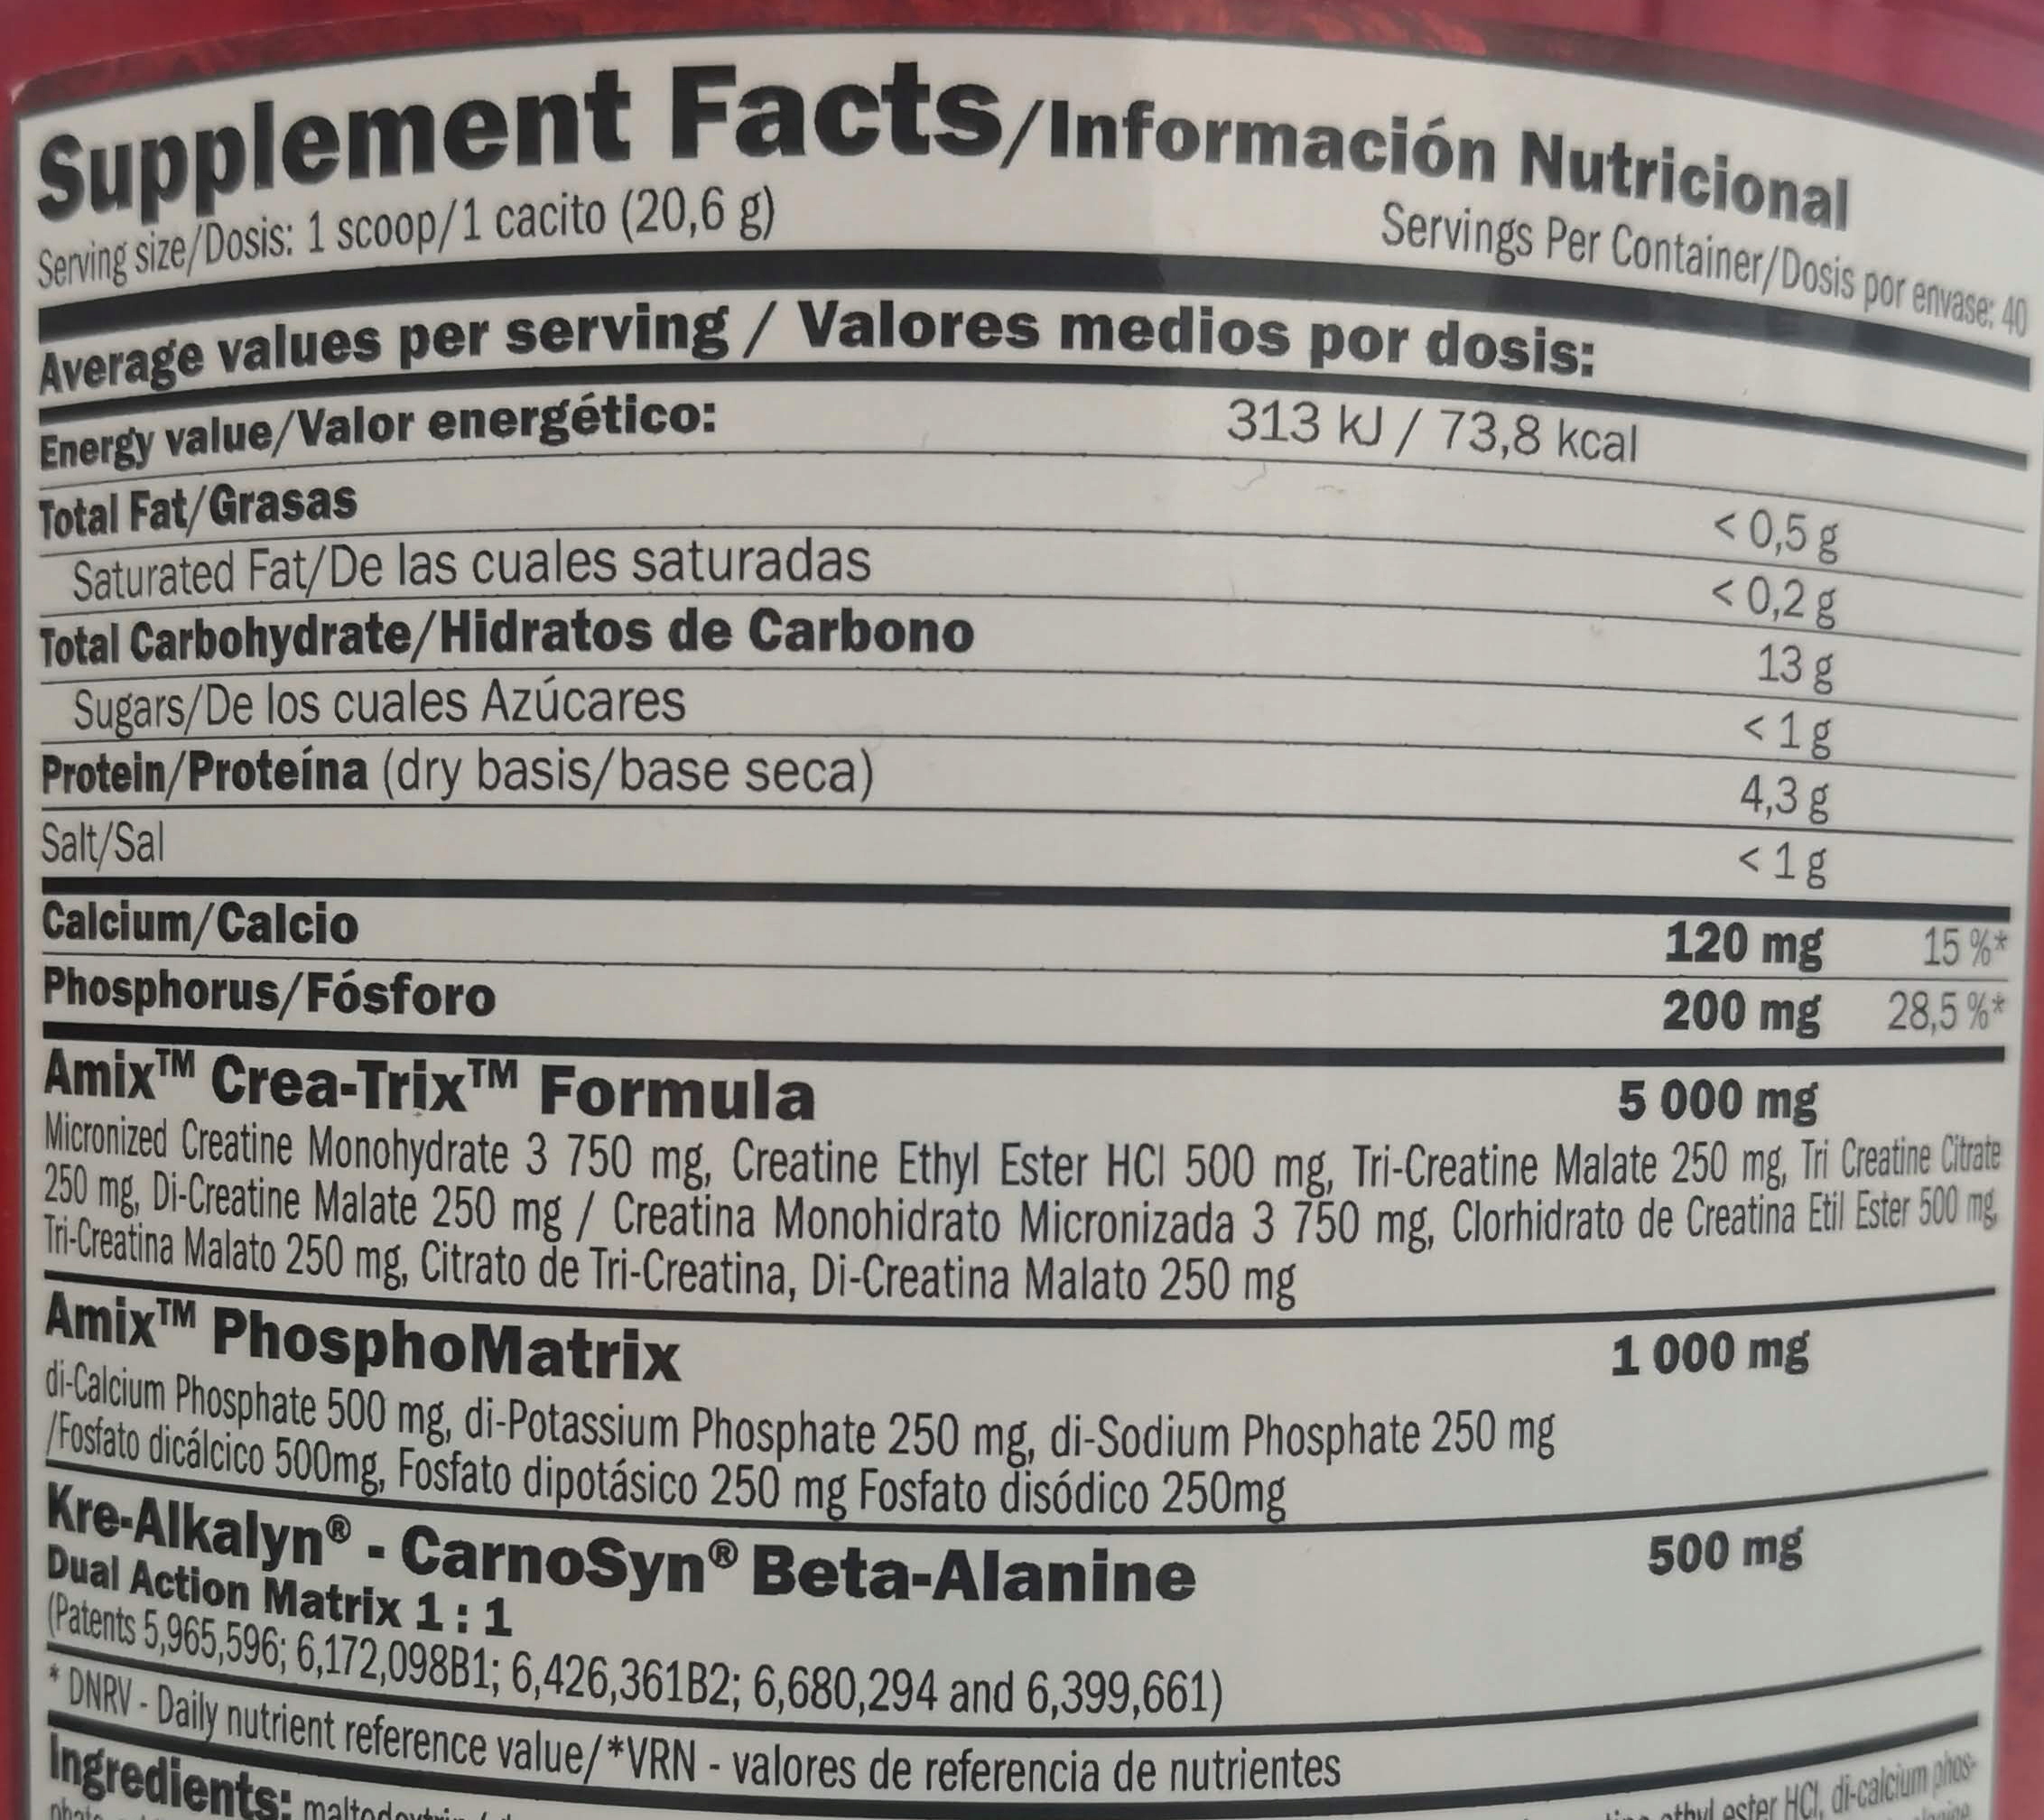 Supplement Facts/Información Nutricional
Serving size/Dosis: 1 scoop/1 cacito (20,6 g)
Servings Per Container/Dosis por envase: 40
Average values per serving / Valores medios por dosis:
Energy value/Valor energético: 313 kJ / 73,8 kcal
Total Fat/Grasas < 0,5 g
Saturated Fat/De las cuales saturadas < 0,2 g
Total Carbohydrate/Hidratos de Carbono 13 g
Sugars/De los cuales Azúcares < 1 g
Protein/Proteína (dry basis/base seca) 4,3 g
Salt/Sal < 1 g
Calcium/Calcio 120 mg 15 %*
Phosphorus/Fósforo 200 mg 28,5 %*
Amix™ Crea-Trix™ Formula 5 000 mg
Micronized Creatine Monohydrate 3 750 mg, Creatine Ethyl Ester HCl 500 mg, Tri-Creatine Malate 250 mg, Tri Creatine Citrate
250 mg, Di-Creatine Malate 250 mg / Creatina Monohidrato Micronizada 3 750 mg, Clorhidrato de Creatina Etil Ester 500 mg,
Tri-Creatina Malato 250 mg, Citrato de Tri-Creatina, Di-Creatina Malato 250 mg
Amix™ PhosphoMatrix 1 000 mg
di-Calcium Phosphate 500 mg, di-Potassium Phosphate 250 mg, di-Sodium Phosphate 250 mg
/Fosfato dicálcico 500mg, Fosfato dipotásico 250 mg Fosfato disódico 250mg
Kre-Alkalyn® - CarnoSyn® Beta-Alanine 500 mg
Dual Action Matrix 1 : 1
(Patents 5,965,596; 6,172,098B1; 6,426,361B2; 6,680,294 and 6,399,661)
* DNRV - Daily nutrient reference value/*VRN - valores de referencia de nutrientes
Ingredients: ethyl ester HCl, di-calcium phos-